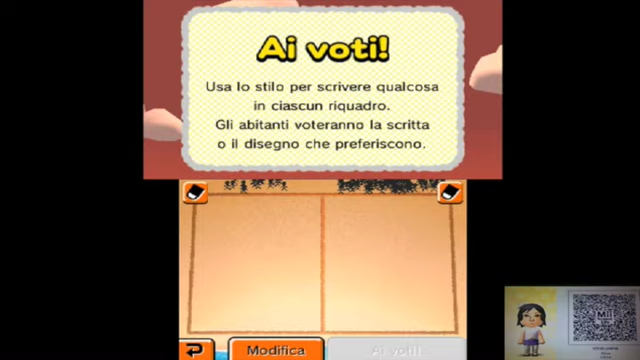 Ai voti!
Usa lo stilo per scrivere qualcosa
in ciascun riquadro.
Gli abitanti voteranno la scritta
o il disegno che preferiscono.
Modifica
Ai voti!
Mii